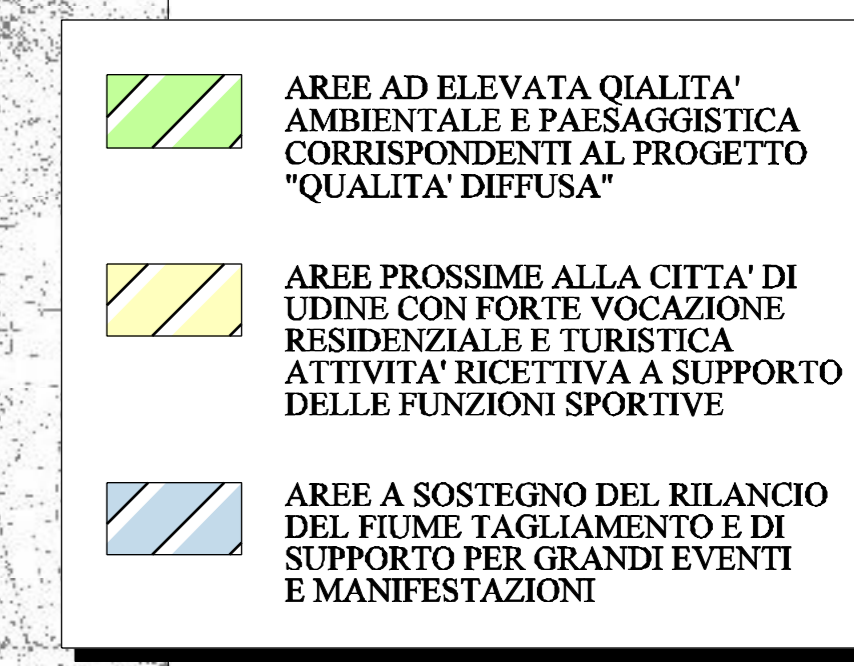 AREE AD ELEVATA QIALITA'
AMBIENTALE E PAESAGGISTICA
CORRISPONDENTI AL PROGETTO
"QUALITA' DIFFUSA"
AREE PROSSIME ALLA CITTA' DI
UDINE CON FORTE VOCAZIONE
RESIDENZIALE E TURISTICA
ATTIVITA' RICETTIVA A SUPPORTO
DELLE FUNZIONI SPORTIVE
AREE A SOSTEGNO DEL RILANCIO
DEL FIUME TAGLIAMENTO E DI
SUPPORTO PER GRANDI EVENTI
E MANIFESTAZIONI